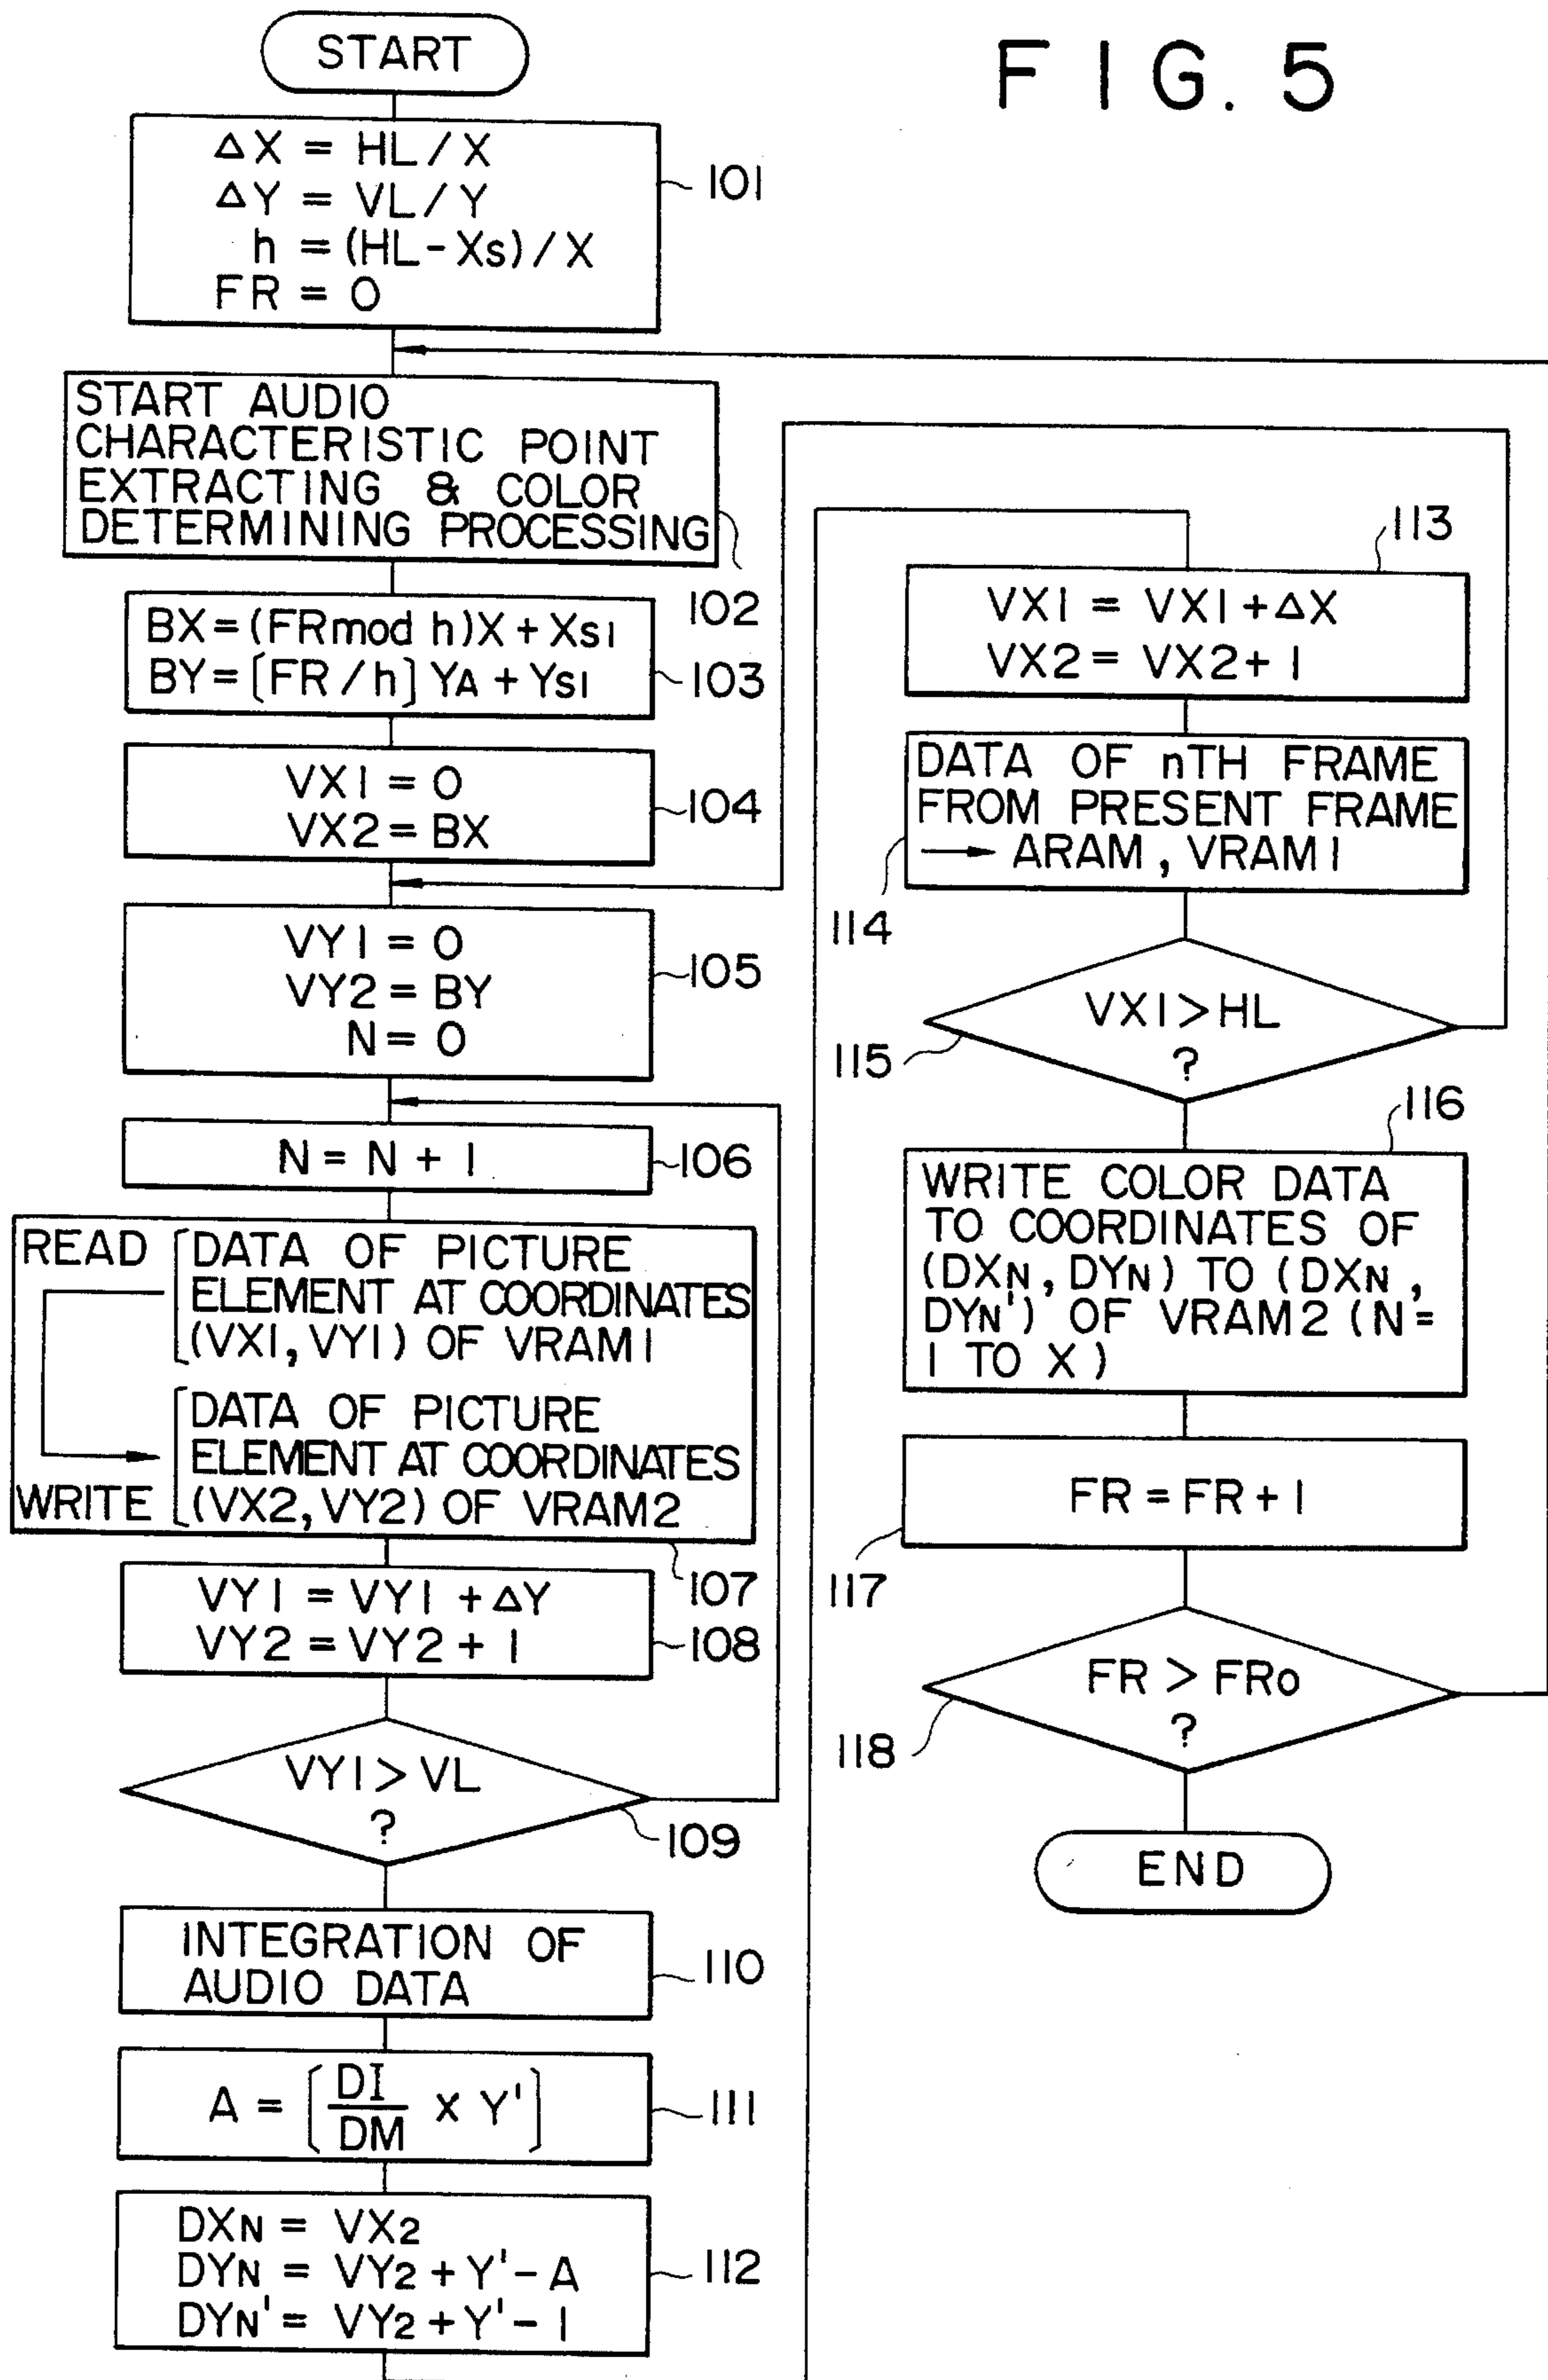 FIG. 5
START
ΔX = HL/X
ΔY = VL/Y
h = (HL-Xs)/X
FR = 0
101
START AUDIO
CHARACTERISTIC POINT
EXTRACTING & COLOR
DETERMINING PROCESSING
102
BX=(FRmod h)X+Xs1
BY=[FR/h]YA+Ys1
103
VX1 = 0
VX2 = BX
104
VY1 = 0
VY2 = BY
N = 0
105
N = N + 1
106
READ [DATA OF PICTURE
ELEMENT AT COORDINATES
(VX1, VY1) OF VRAM1
[DATA OF PICTURE
ELEMENT AT COORDINATES
WRITE (VX2, VY2) OF VRAM2
107
VY1 = VY1 + ΔY
VY2 = VY2 + 1
108
VY1 > VL
?
109
INTEGRATION OF
AUDIO DATA
110
A = [DI/DM x Y']
111
DXN = VX2
DYN = VY2 + Y' - A
DYN' = VY2 + Y' - 1
112
113
VX1 = VX1 + ΔX
VX2 = VX2 + 1
DATA OF nTH FRAME
FROM PRESENT FRAME
→ ARAM, VRAM1
114
VX1 > HL
?
115
116
WRITE COLOR DATA
TO COORDINATES OF
(DXN, DYN) TO (DXN,
DYN') OF VRAM2 (N=
1 TO X)
FR = FR + 1
117
FR > FRo
?
118
END